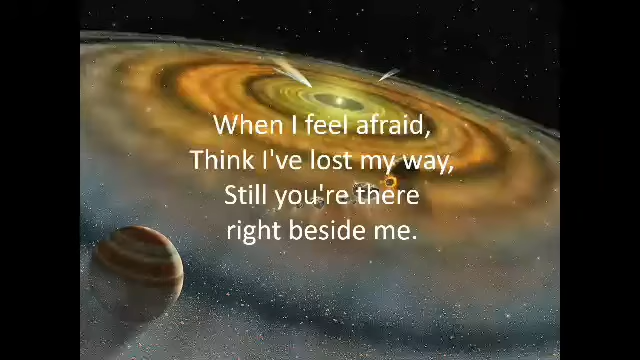 When I feel afraid,
Think I've lost my way,
Still you're there
right beside me.